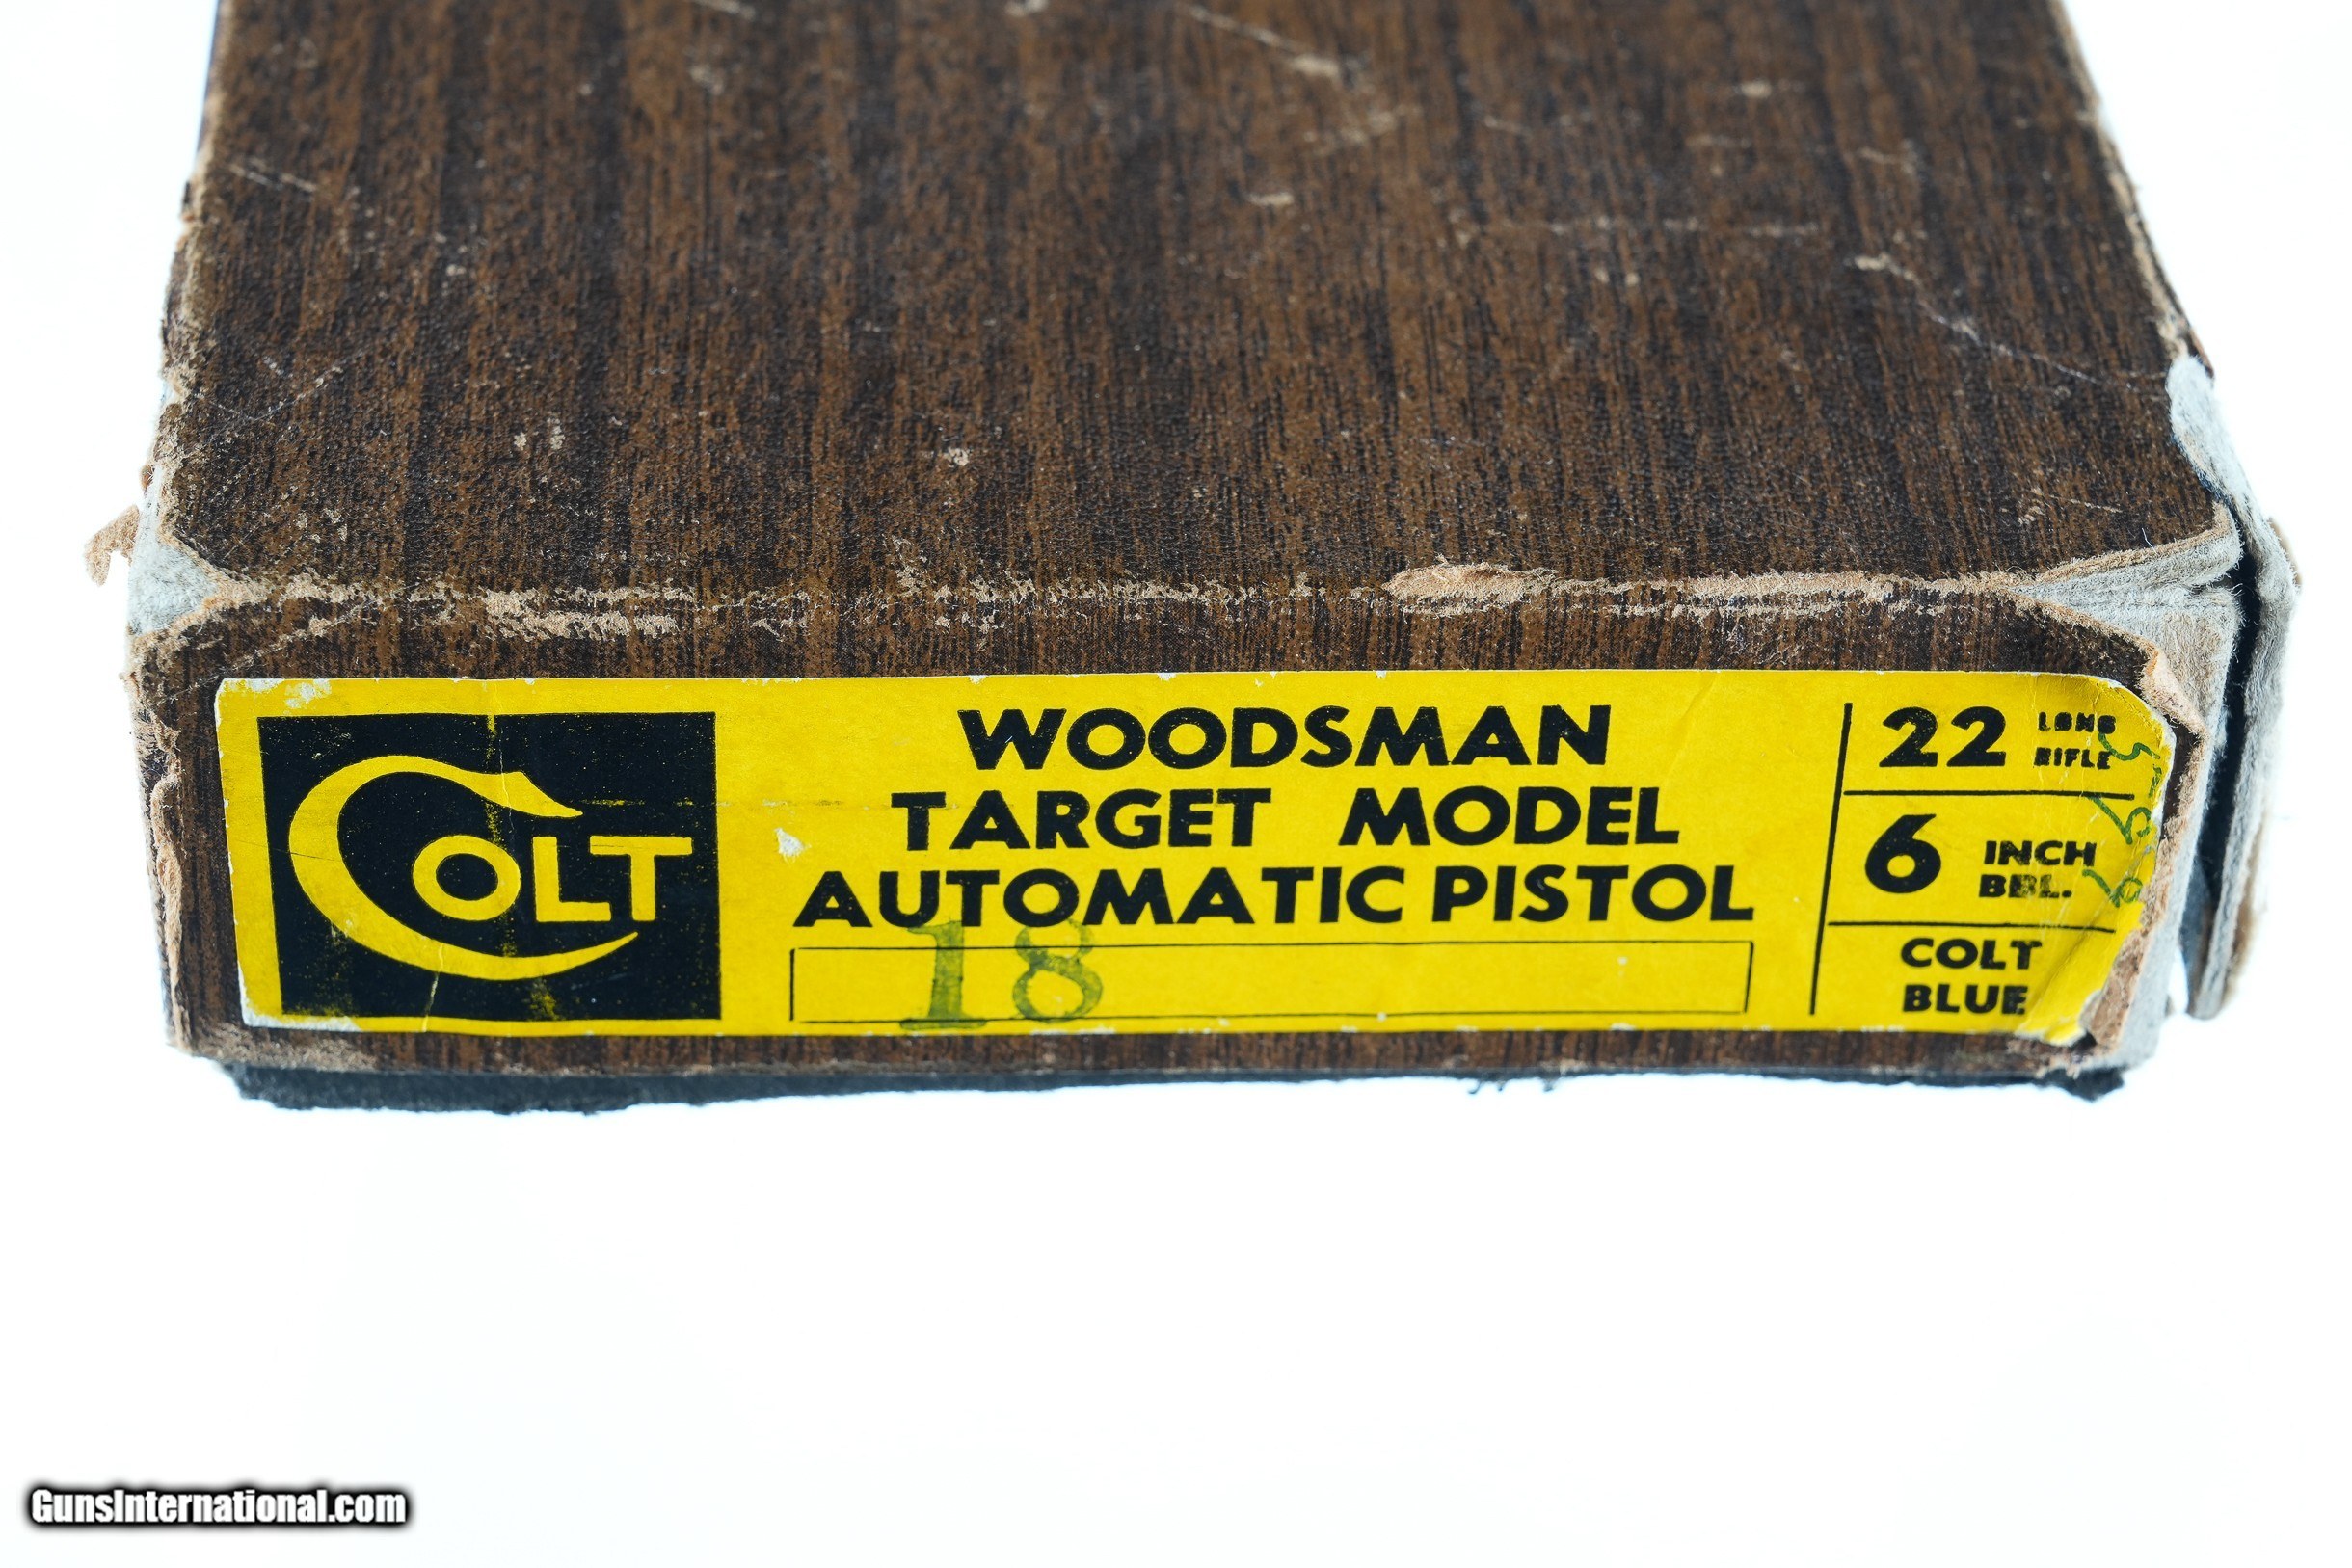 COLT
WOODSMAN
TARGET MODEL
AUTOMATIC PISTOL
18
22 LONG RIFLE
6 INCH BBL.
COLT
BLUE
GunsInternational.com